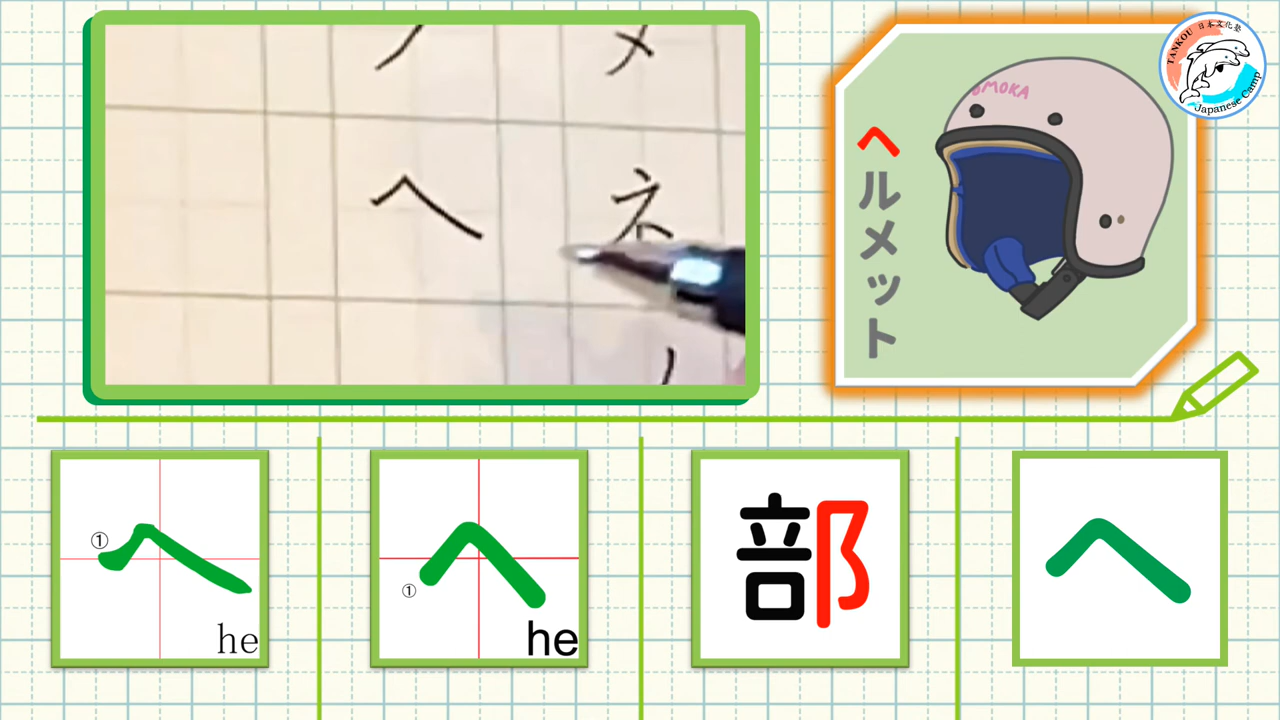 ノ
メ
ヘ
ネ
ヘルメット
OMOKA
TANKOU 日本文化塾
Japanese Camp
①
he
①
he
部
ヘ